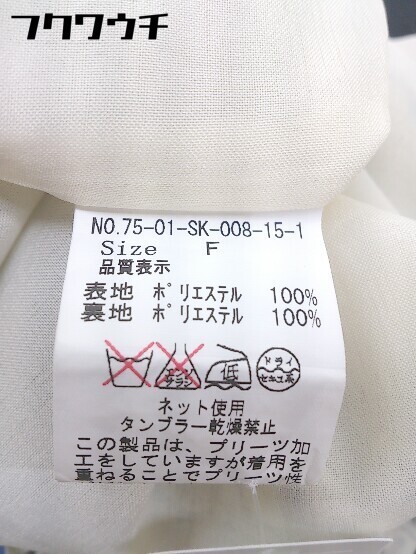 フクワウチ
NO.75-01-SK-008-15-1
Size F
品質表示
表地 ポリエステル 100%
裏地 ポリエステル 100%
エンソ サラシ 低 ドライ セキユ系
ネット使用
タンブラー乾燥禁止
この製品は、プリーツ加
工をしていますが着用を
重ねることでプリーツ性